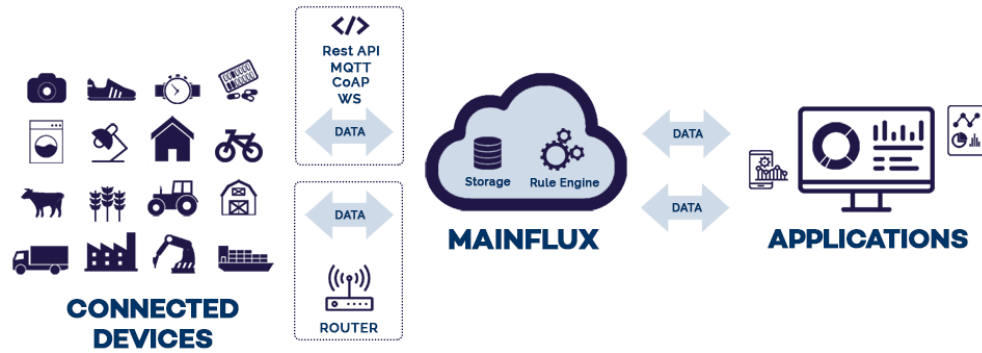 </>
Rest API
MQTT
CoAP
WS
DATA
DATA
ROUTER
CONNECTED
DEVICES
Storage
Rule Engine
MAINFLUX
DATA
DATA
APPLICATIONS